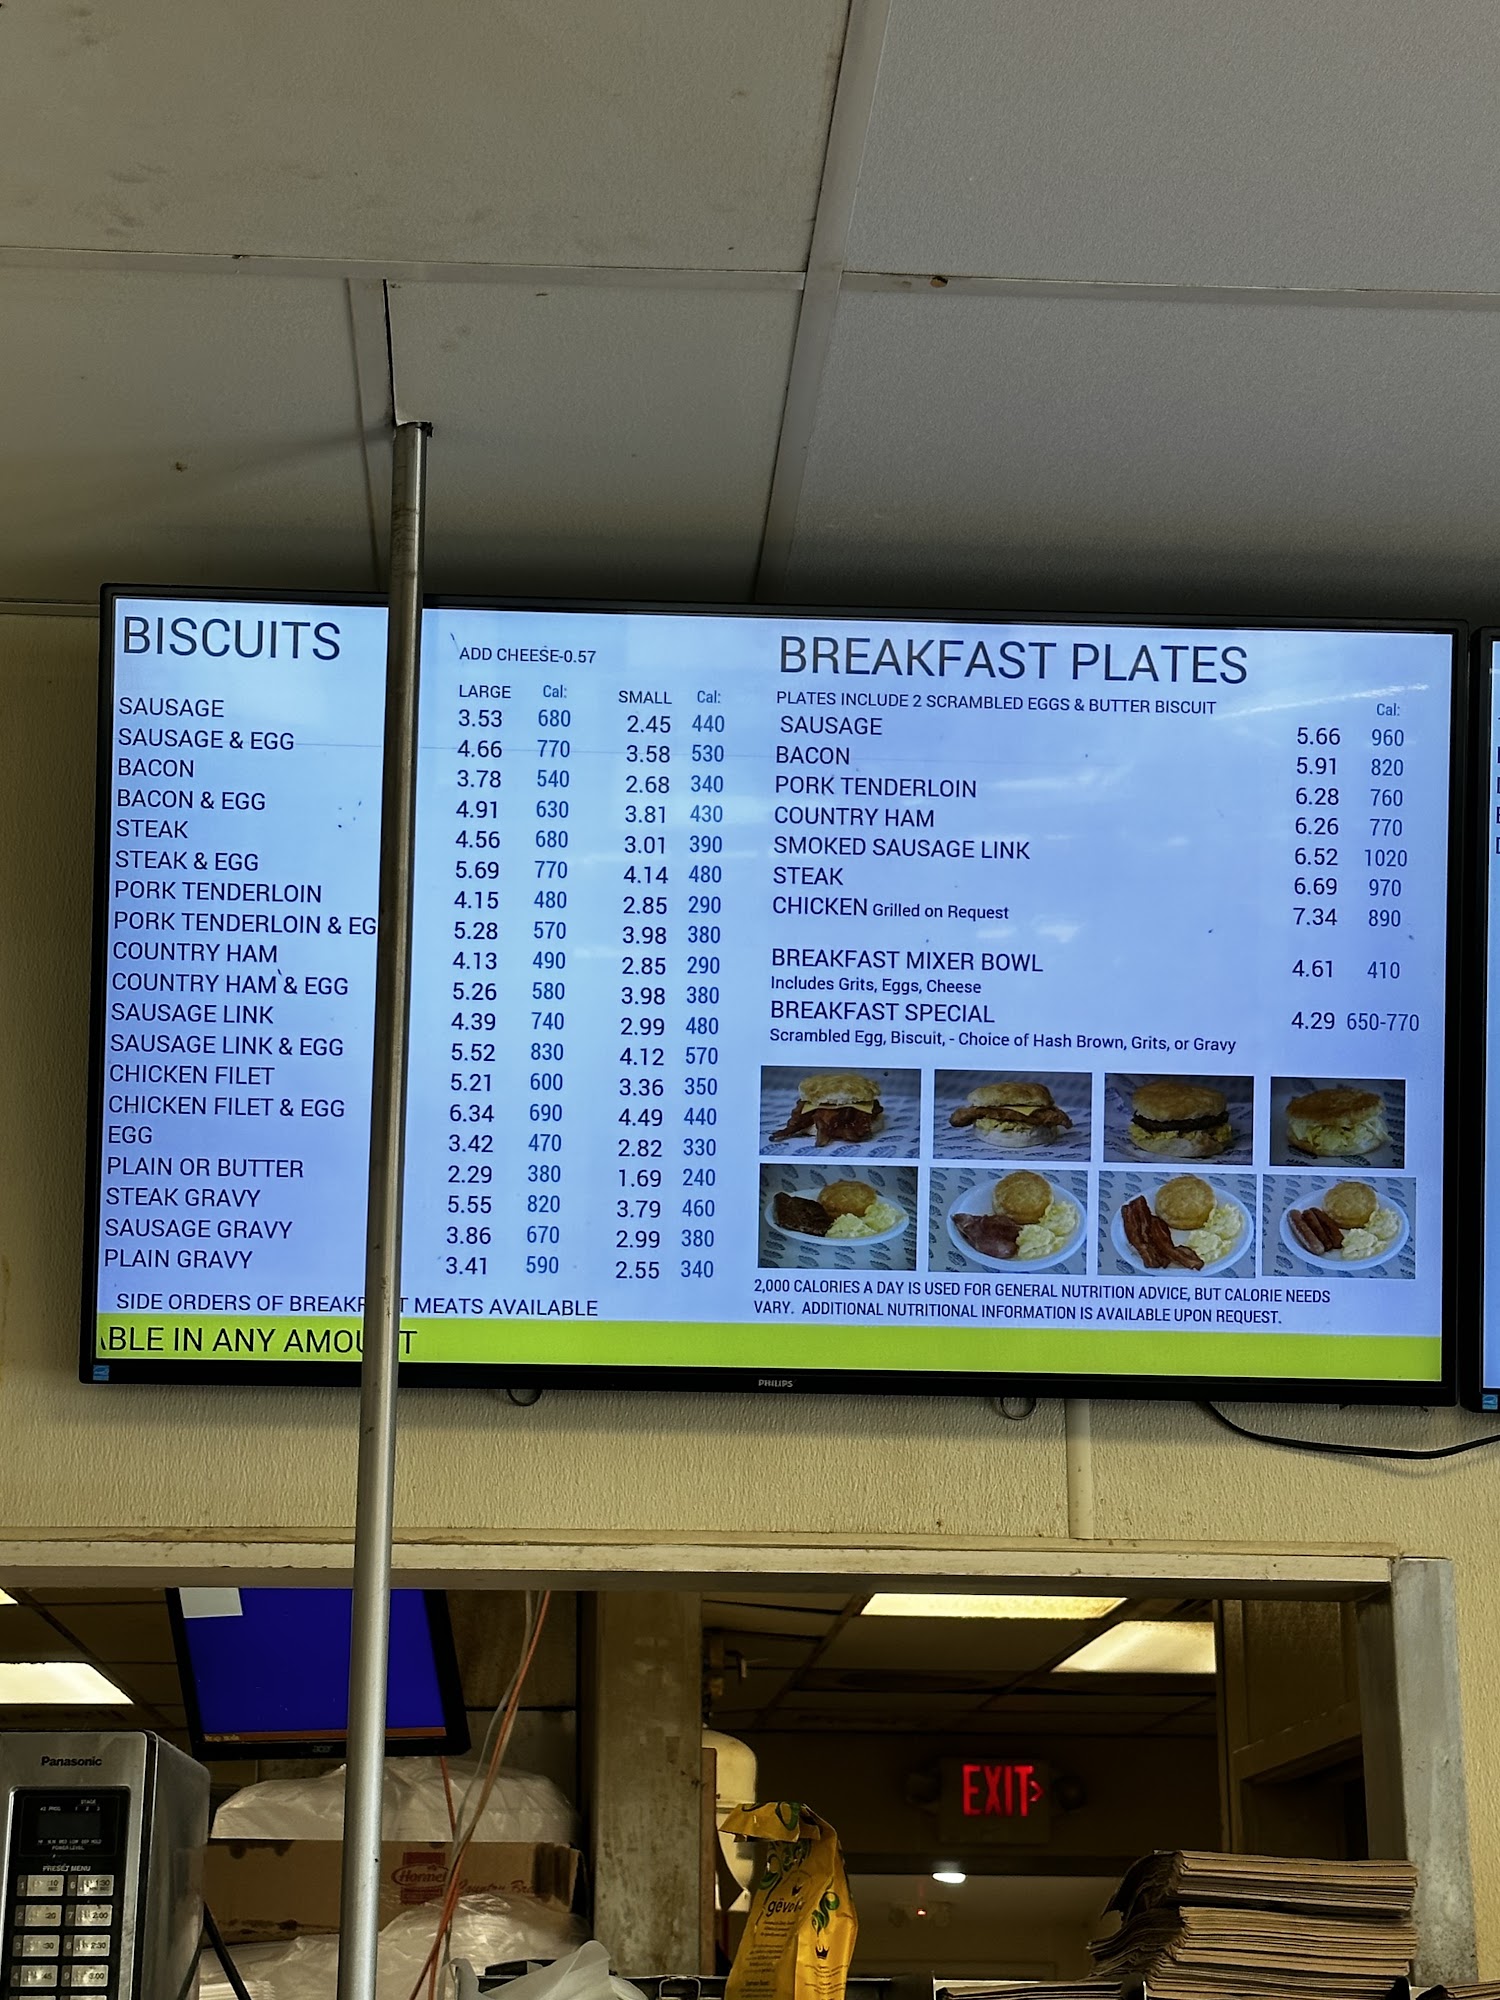 BISCUITS
ADD CHEESE-0.57
LARGE Cal: SMALL Cal:
SAUSAGE 3.53 680 2.45 440
SAUSAGE & EGG 4.66 770 3.58 530
BACON 3.78 540 2.68 340
BACON & EGG 4.91 630 3.81 430
STEAK 4.56 680 3.01 390
STEAK & EGG 5.69 770 4.14 480
PORK TENDERLOIN 4.15 480 2.85 290
PORK TENDERLOIN & EG 5.28 570 3.98 380
COUNTRY HAM 4.13 490 2.85 290
COUNTRY HAM & EGG 5.26 580 3.98 380
SAUSAGE LINK 4.39 740 2.99 480
SAUSAGE LINK & EGG 5.52 830 4.12 570
CHICKEN FILET 5.21 600 3.36 350
CHICKEN FILET & EGG 6.34 690 4.49 440
EGG 3.42 470 2.82 330
PLAIN OR BUTTER 2.29 380 1.69 240
STEAK GRAVY 5.55 820 3.79 460
SAUSAGE GRAVY 3.86 670 2.99 380
PLAIN GRAVY 3.41 590 2.55 340
SIDE ORDERS OF BREAKF T MEATS AVAILABLE
ABLE IN ANY AMOUNT
BREAKFAST PLATES
PLATES INCLUDE 2 SCRAMBLED EGGS & BUTTER BISCUIT
Cal:
SAUSAGE 5.66 960
BACON 5.91 820
PORK TENDERLOIN 6.28 760
COUNTRY HAM 6.26 770
SMOKED SAUSAGE LINK 6.52 1020
STEAK 6.69 970
CHICKEN Grilled on Request 7.34 890
BREAKFAST MIXER BOWL 4.61 410
Includes Grits, Eggs, Cheese
BREAKFAST SPECIAL 4.29 650-770
Scrambled Egg, Biscuit, - Choice of Hash Brown, Grits, or Gravy
2,000 CALORIES A DAY IS USED FOR GENERAL NUTRITION ADVICE, BUT CALORIE NEEDS
VARY. ADDITIONAL NUTRITIONAL INFORMATION IS AVAILABLE UPON REQUEST.
PHILIPS
acer
Panasonic
PRESET MENU
Hormel
EXIT